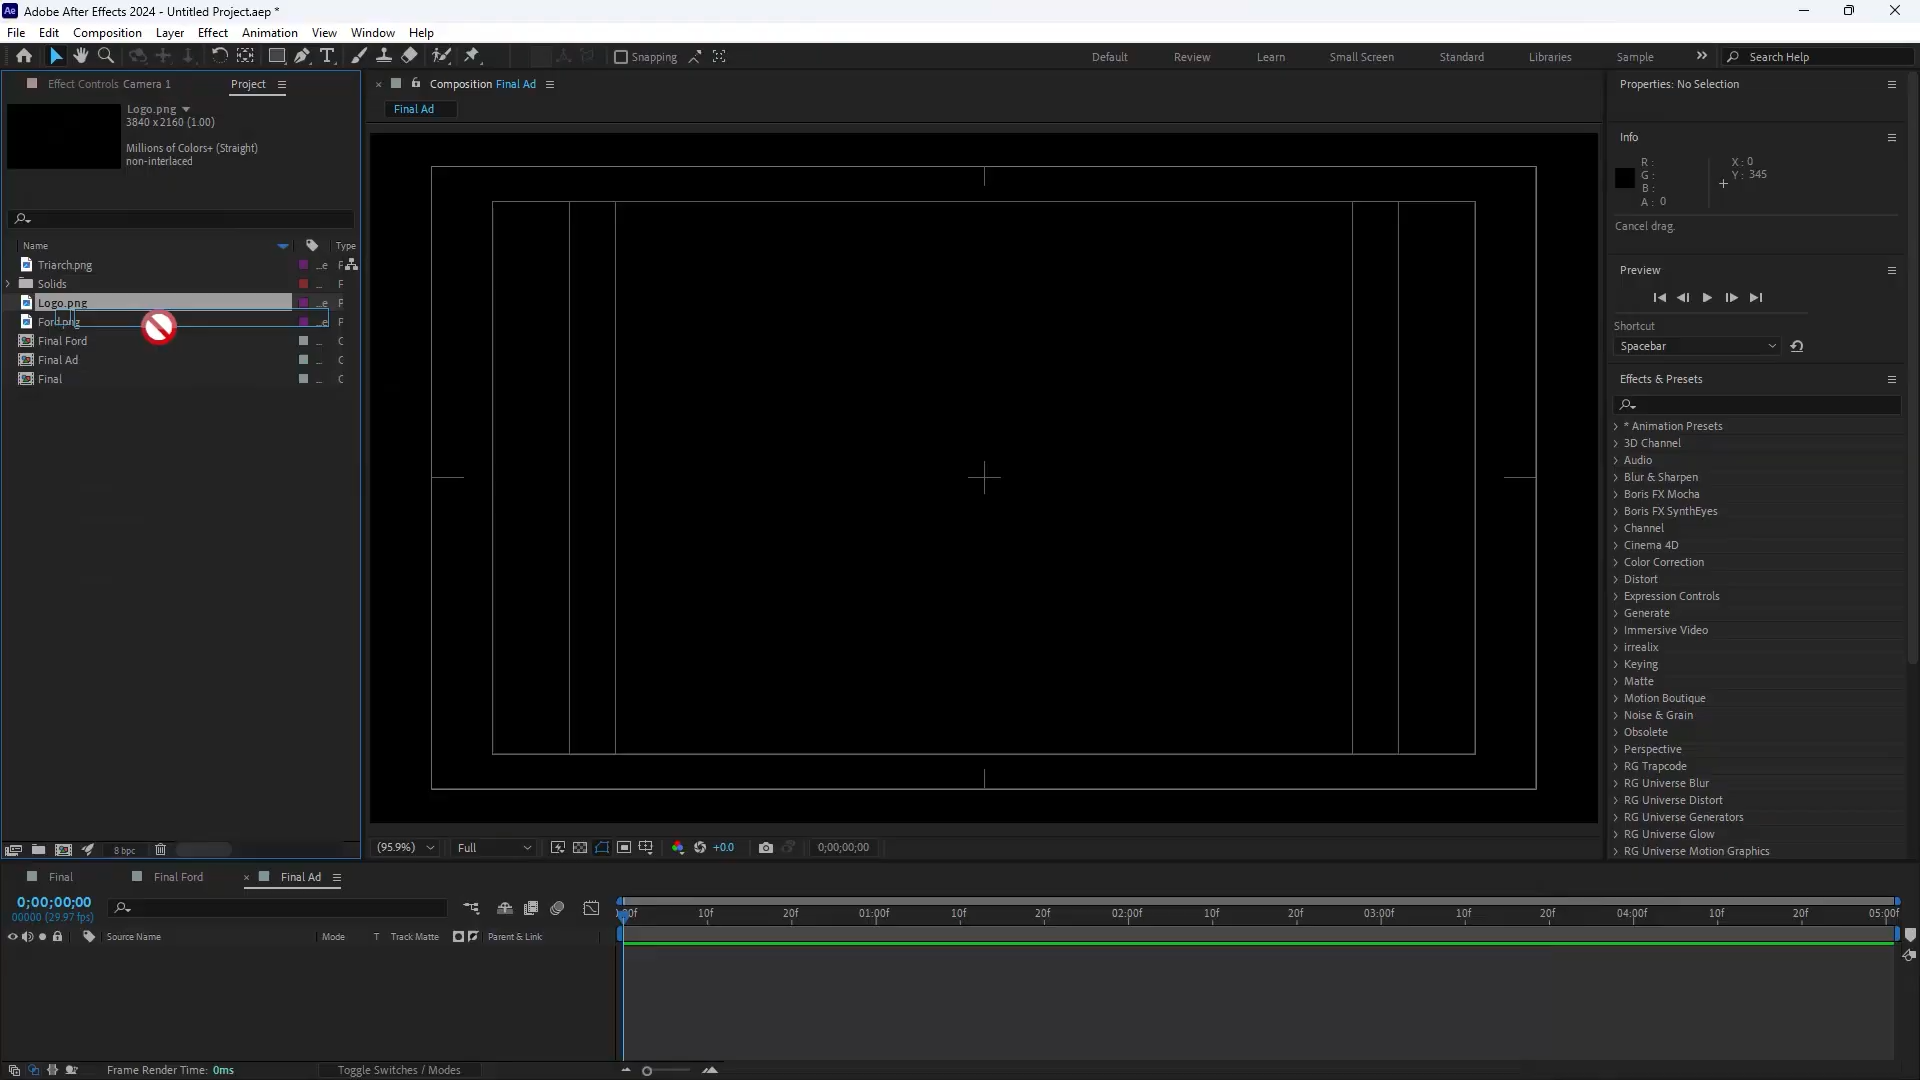 Adobe After Effects 2024 - Untitled Project.aep *
File Edit Composition Layer Effect Animation View Window Help
Snapping
Default Review Learn Small Screen Standard Libraries Sample Search Help
Effect Controls Camera 1 Project
Logo.png
3840 x 2160 (1.00)
Millions of Colors+ (Straight)
non-interlaced
Name Type
Triarch.png ...e F
Solids ... F
Logo.png ...e F
Ford.png ...e F
Final Ford ... C
Final Ad ... C
Final ... C
8 bpc
Composition Final Ad
Final Ad
(95.9%) Full +0.0 0;00;00;00
Properties: No Selection
Info
R : X : 0
G : Y : 345
B :
A : 0
Cancel drag.
Preview
Shortcut
Spacebar
Effects & Presets
* Animation Presets
3D Channel
Audio
Blur & Sharpen
Boris FX Mocha
Boris FX SynthEyes
Channel
Cinema 4D
Color Correction
Distort
Expression Controls
Generate
Immersive Video
irrealix
Keying
Matte
Motion Boutique
Noise & Grain
Obsolete
Perspective
RG Trapcode
RG Universe Blur
RG Universe Distort
RG Universe Generators
RG Universe Glow
RG Universe Motion Graphics
Final Final Ford Final Ad
0;00;00;00
00000 (29.97 fps)
:00f 10f 20f 01:00f 10f 20f 02:00f 10f 20f 03:00f 10f 20f 04:00f 10f 20f 05:00f
Source Name Mode T Track Matte Parent & Link
Frame Render Time: 0ms Toggle Switches / Modes